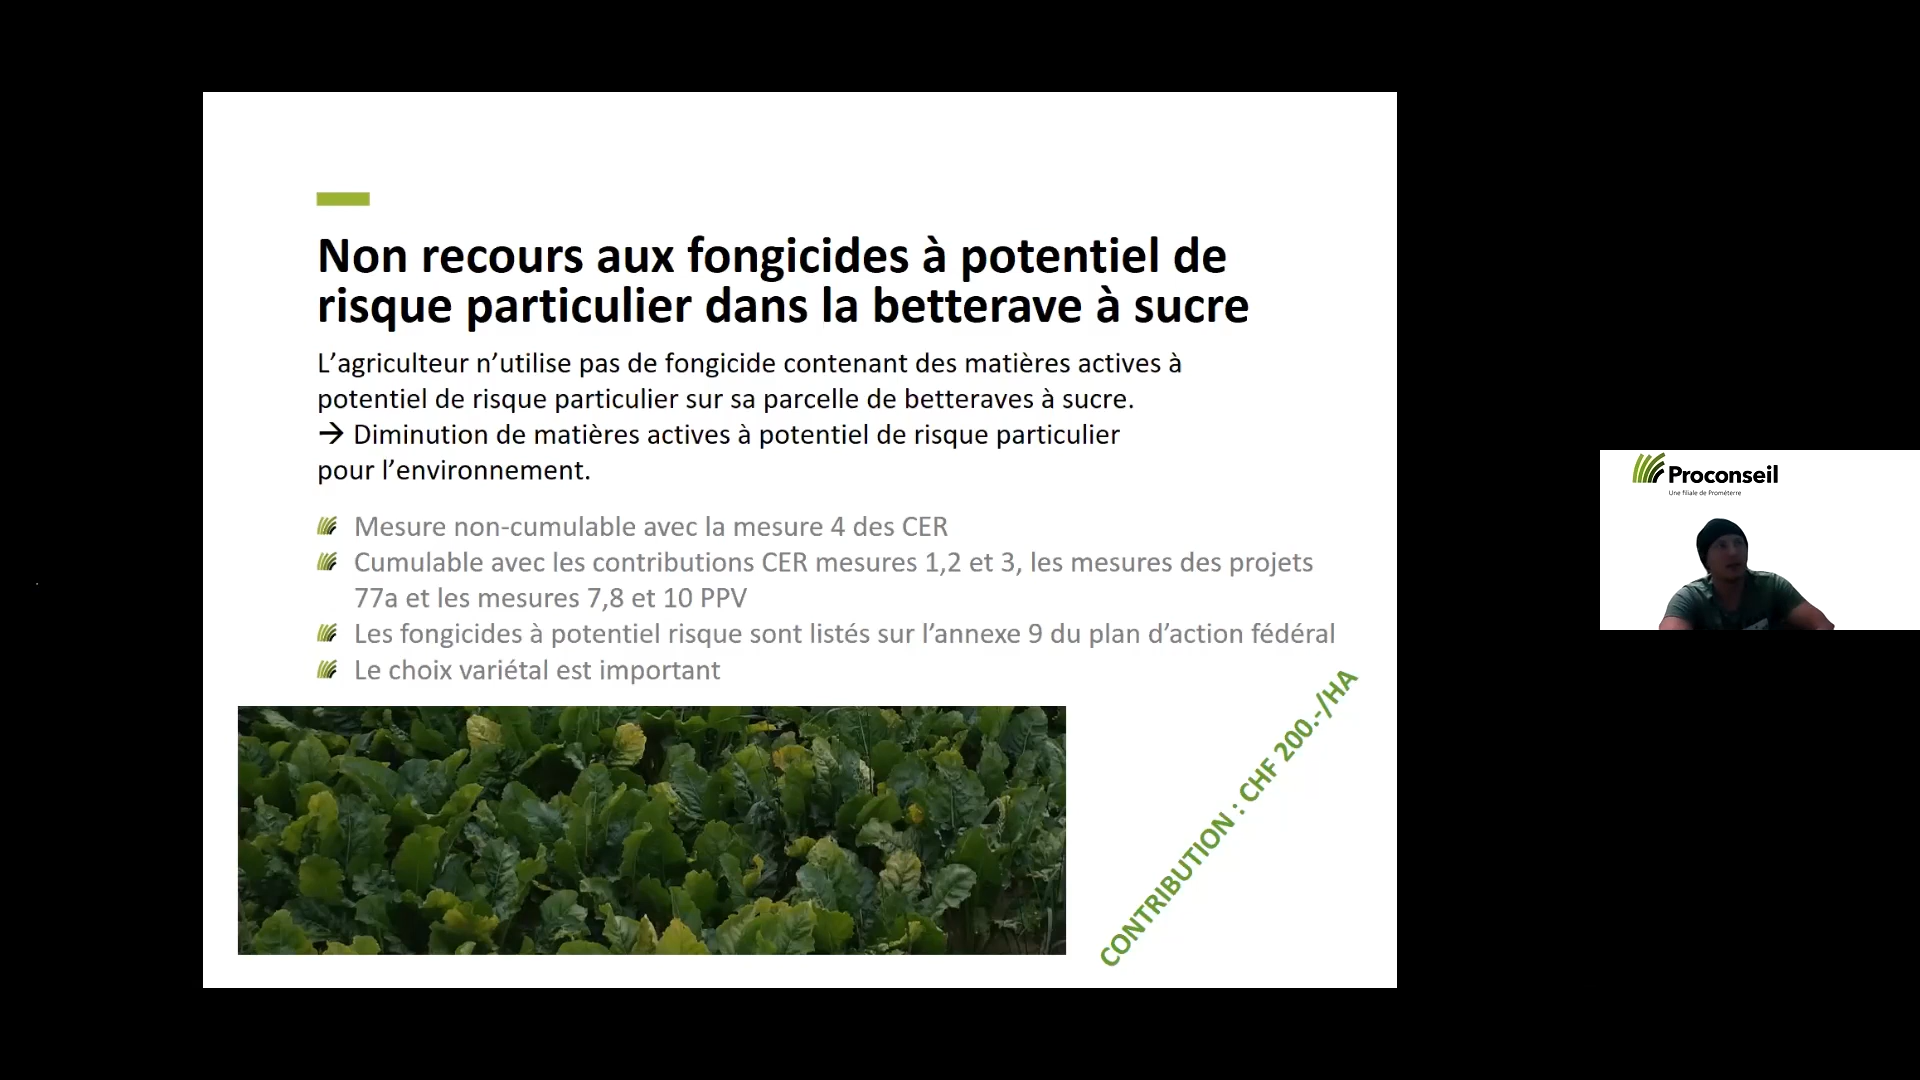 Non recours aux fongicides à potentiel de
risque particulier dans la betterave à sucre
L’agriculteur n’utilise pas de fongicide contenant des matières actives à
potentiel de risque particulier sur sa parcelle de betteraves à sucre.
→ Diminution de matières actives à potentiel de risque particulier
pour l’environnement.
Mesure non-cumulable avec la mesure 4 des CER
Cumulable avec les contributions CER mesures 1,2 et 3, les mesures des projets
77a et les mesures 7,8 et 10 PPV
Les fongicides à potentiel risque sont listés sur l’annexe 9 du plan d’action fédéral
Le choix variétal est important
CONTRIBUTION : CHF 200.-/HA
Proconseil
Une filiale de Prométerre